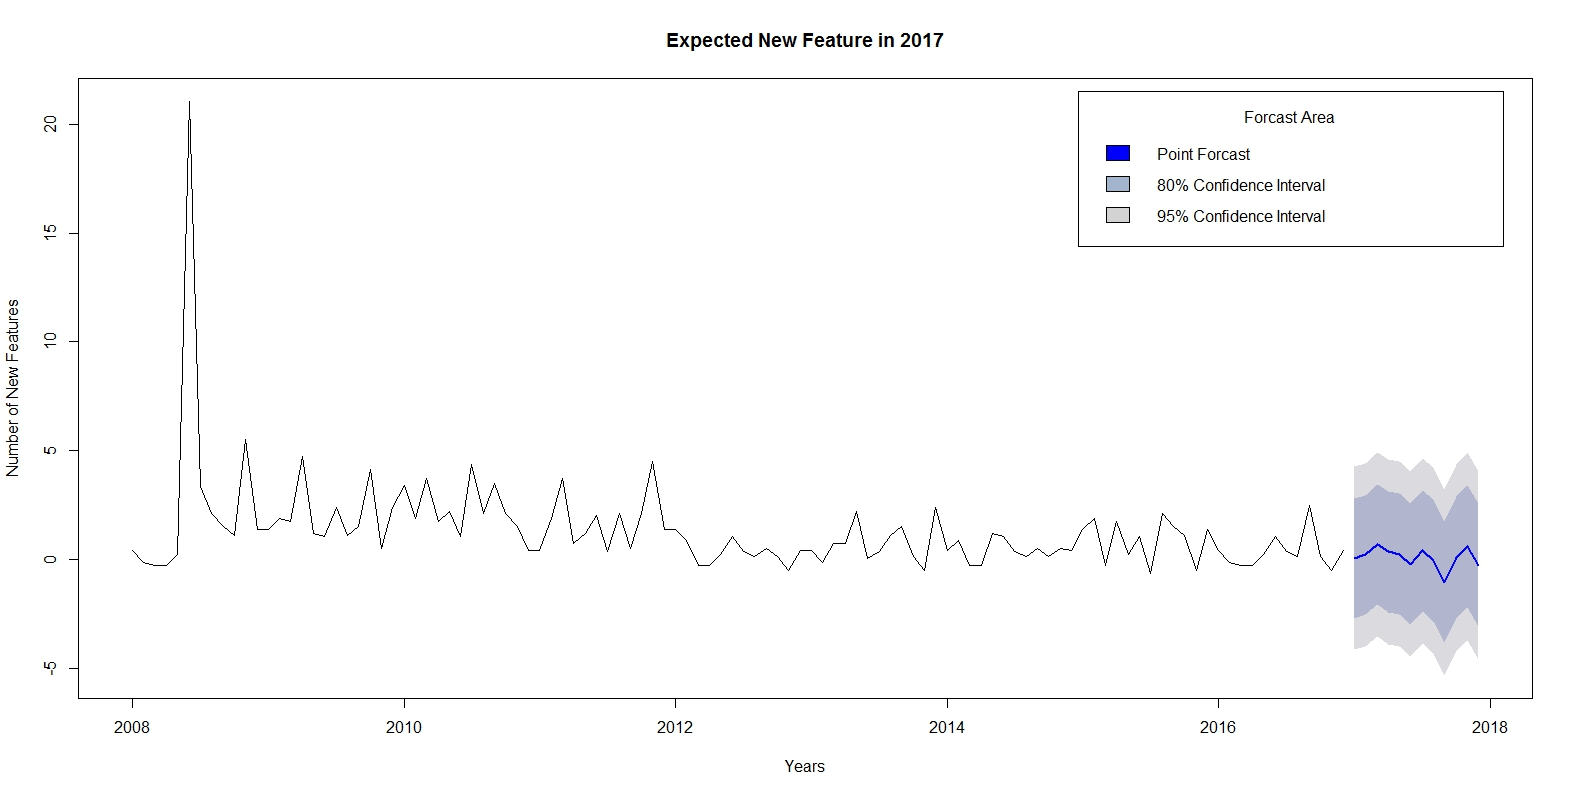 Expected New Feature in 2017
Forcast Area
Point Forcast
80% Confidence Interval
95% Confidence Interval
Number of New Features
20
15
10
5
0
-5
2008 2010 2012 2014 2016 2018
Years